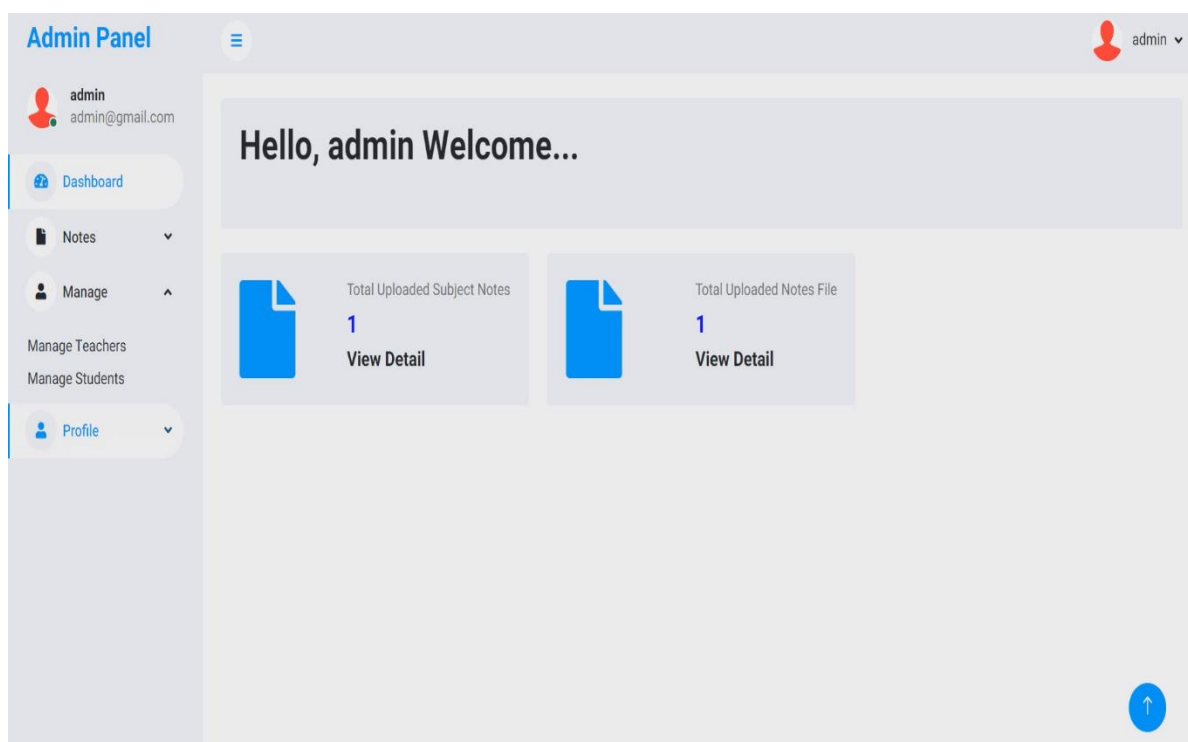 Admin Panel
admin
admin
admin@gmail.com
Hello, admin Welcome...
Dashboard
Notes
Manage
Manage Teachers
Manage Students
Profile
Total Uploaded Subject Notes
1
View Detail
Total Uploaded Notes File
1
View Detail